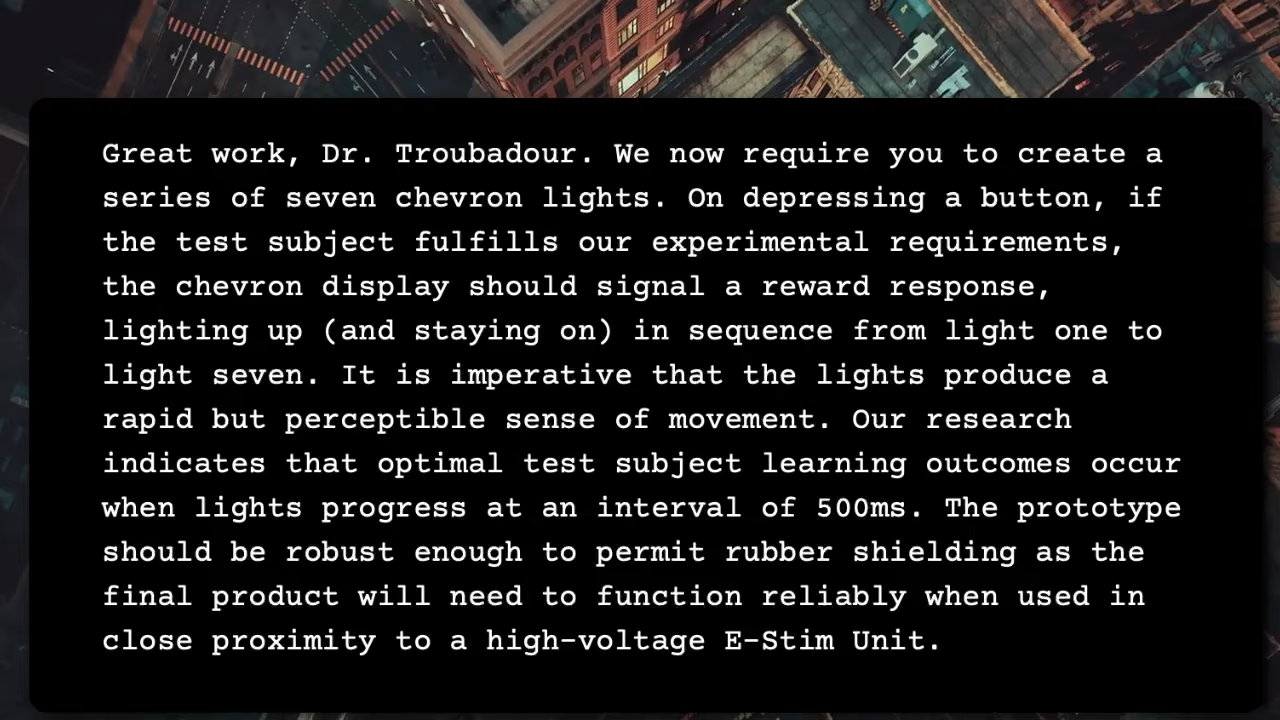 Great work, Dr. Troubadour. We now require you to create a
series of seven chevron lights. On depressing a button, if
the test subject fulfills our experimental requirements,
the chevron display should signal a reward response,
lighting up (and staying on) in sequence from light one to
light seven. It is imperative that the lights produce a
rapid but perceptible sense of movement. Our research
indicates that optimal test subject learning outcomes occur
when lights progress at an interval of 500ms. The prototype
should be robust enough to permit rubber shielding as the
final product will need to function reliably when used in
close proximity to a high-voltage E-Stim Unit.